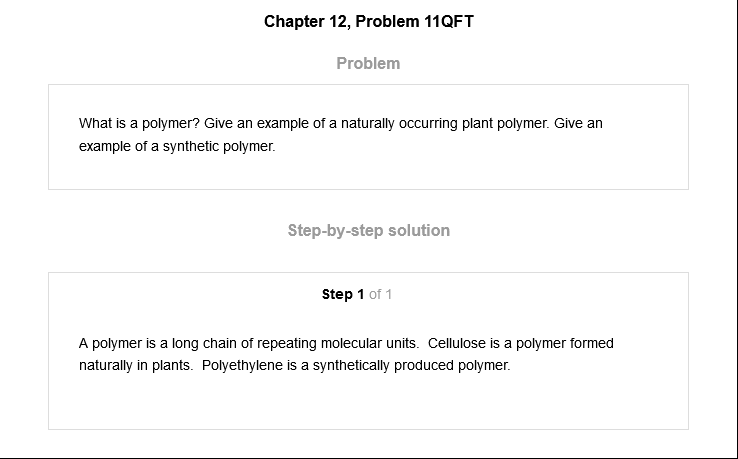 Chapter 12, Problem 11QFT
Problem
What is a polymer? Give an example of a naturally occurring plant polymer. Give an
example of a synthetic polymer.
Step-by-step solution
Step 1 of 1
A polymer is a long chain of repeating molecular units.  Cellulose is a polymer formed
naturally in plants.  Polyethylene is a synthetically produced polymer.